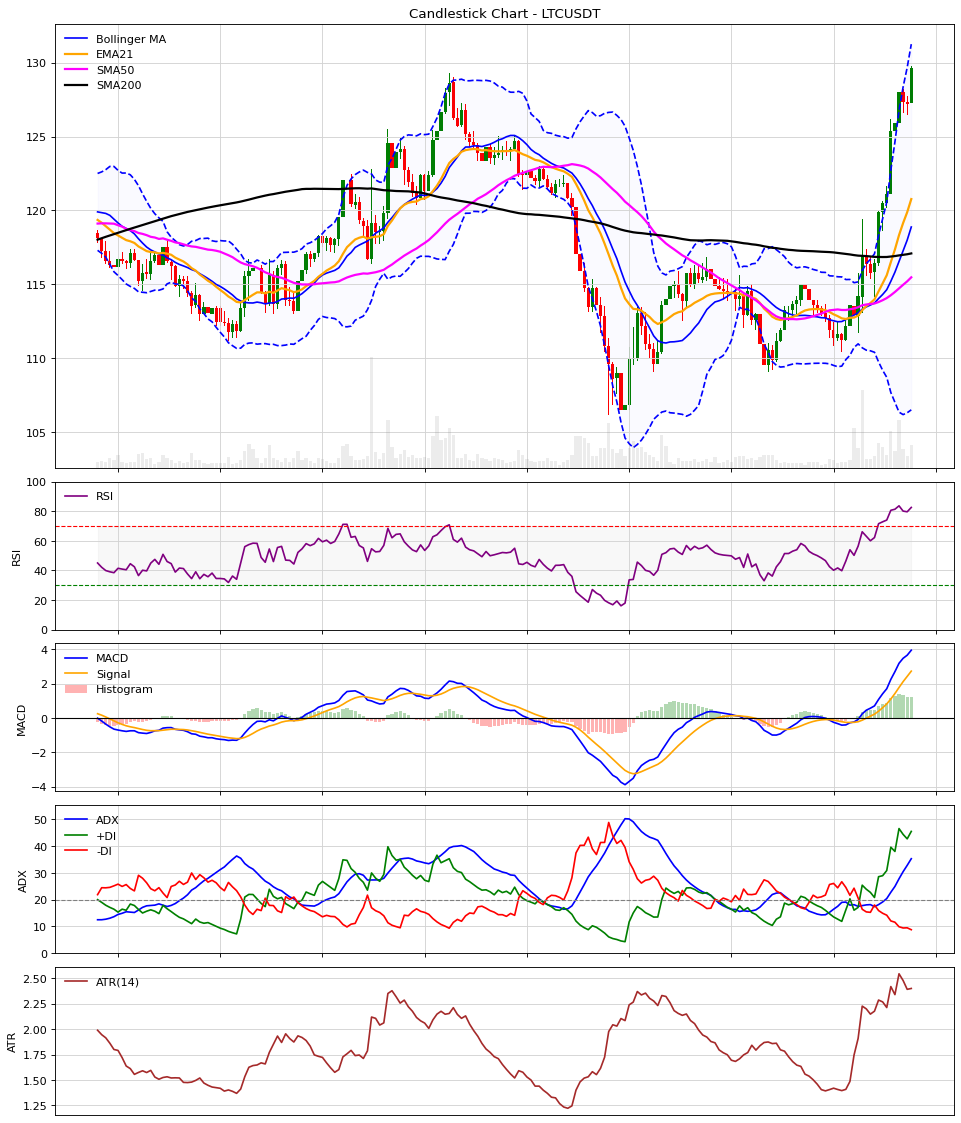 Candlestick Chart - LTCUSDT
Bollinger MA
EMA21
SMA50
SMA200
130
125
120
115
110
105
RSI
RSI
100
80
60
40
20
0
MACD
Signal
Histogram
MACD
4
2
0
−2
−4
ADX
+DI
-DI
ADX
50
40
30
20
10
0
ATR(14)
ATR
2.50
2.25
2.00
1.75
1.50
1.25